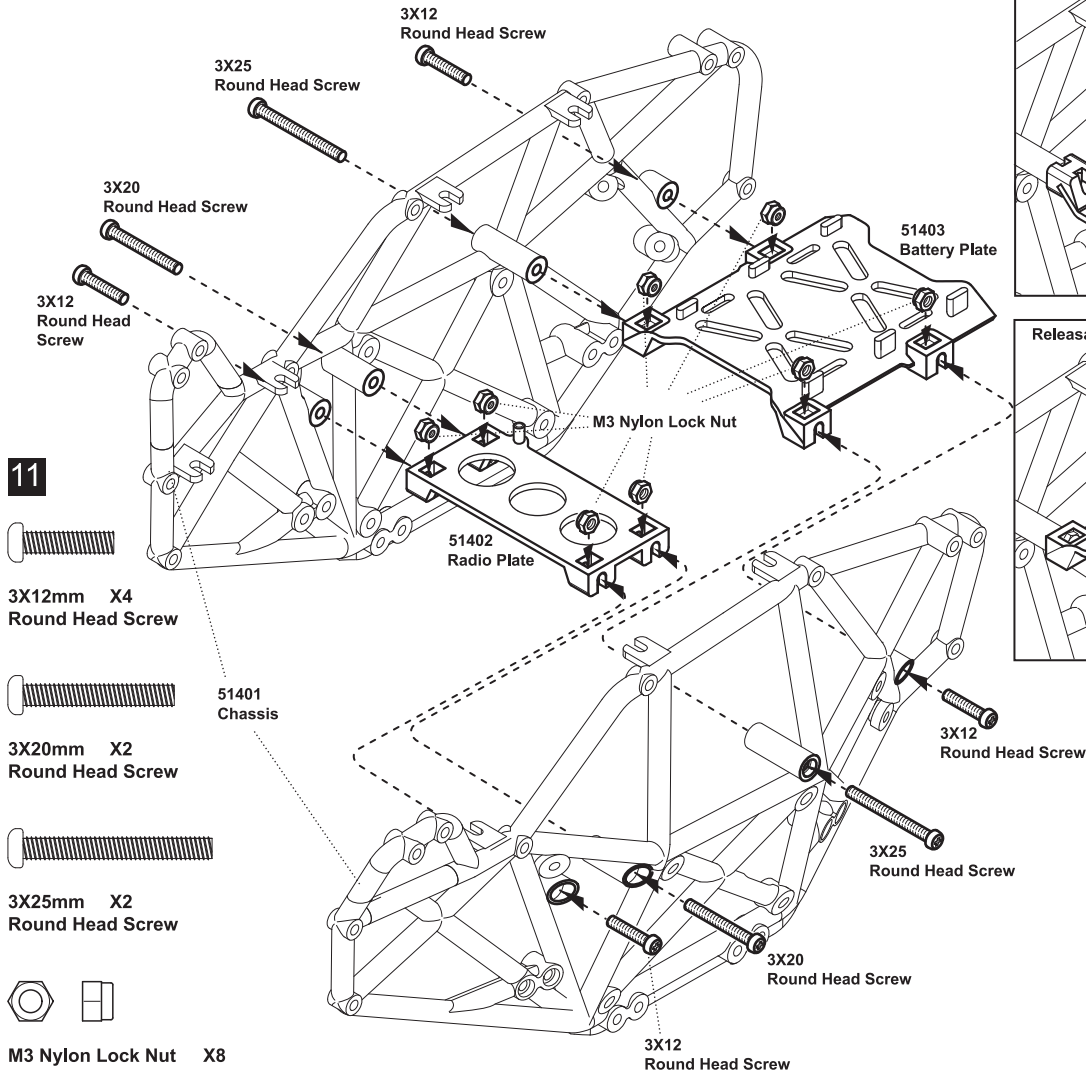 3X12
Round Head Screw
3X25
Round Head Screw
3X20
Round Head Screw
3X12
Round Head
Screw
51403
Battery Plate
M3 Nylon Lock Nut
51402
Radio Plate
11
3X12mm X4
Round Head Screw
3X20mm X2
Round Head Screw
3X25mm X2
Round Head Screw
M3 Nylon Lock Nut X8
51401
Chassis
3X12
Round Head Screw
3X25
Round Head Screw
3X20
Round Head Screw
3X12
Round Head Screw